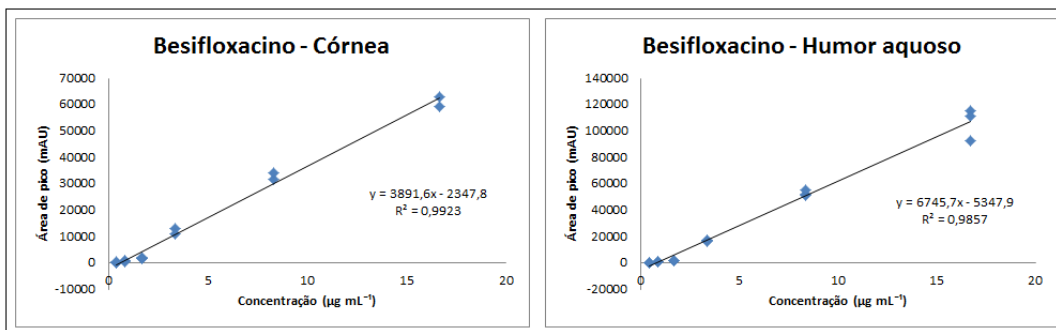 Besifloxacino - Córnea
70000
60000
50000
40000
30000
20000
10000
0
-10000
0
5
10
15
20
Área de pico (mAU)
Concentração (µg mL⁻¹)
y = 3891,6x - 2347,8
R² = 0,9923
Besifloxacino - Humor aquoso
140000
120000
100000
80000
60000
40000
20000
0
-20000
0
5
10
15
20
Área de pico (mAU)
Concentração (µg mL⁻¹)
y = 6745,7x - 5347,9
R² = 0,9857